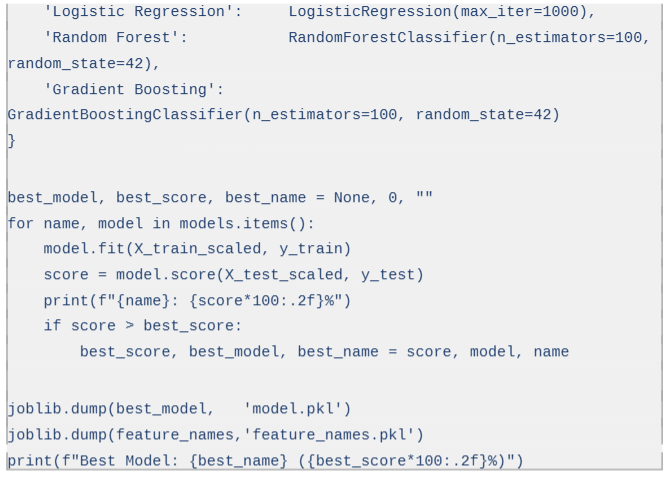 'Logistic Regression':     LogisticRegression(max_iter=1000),
    'Random Forest':           RandomForestClassifier(n_estimators=100,
random_state=42),
    'Gradient Boosting':
GradientBoostingClassifier(n_estimators=100, random_state=42)
}

best_model, best_score, best_name = None, 0, ""
for name, model in models.items():
    model.fit(X_train_scaled, y_train)
    score = model.score(X_test_scaled, y_test)
    print(f"{name}: {score*100:.2f}%")
    if score > best_score:
        best_score, best_model, best_name = score, model, name

joblib.dump(best_model,   'model.pkl')
joblib.dump(feature_names,'feature_names.pkl')
print(f"Best Model: {best_name} ({best_score*100:.2f}%)")